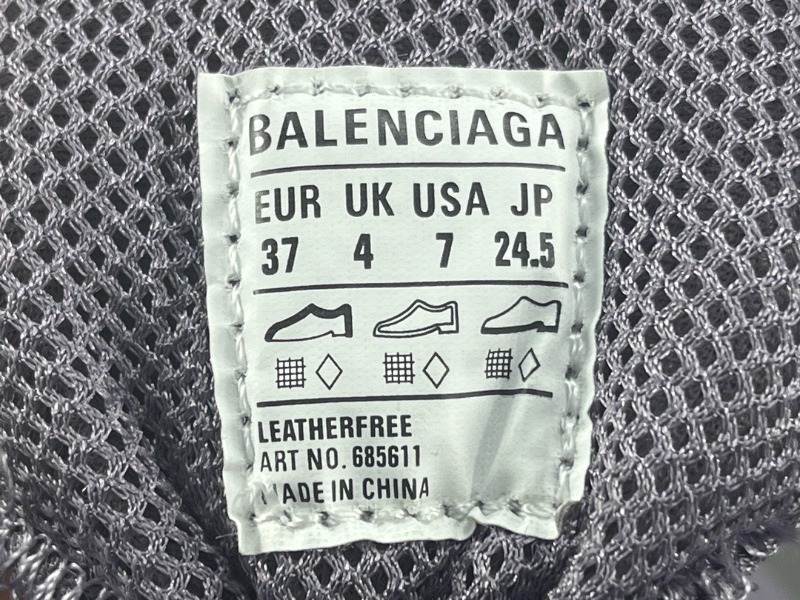 BALENCIAGA
EUR UK USA JP
37 4 7 24.5
LEATHERFREE
ART NO. 685611
MADE IN CHINA